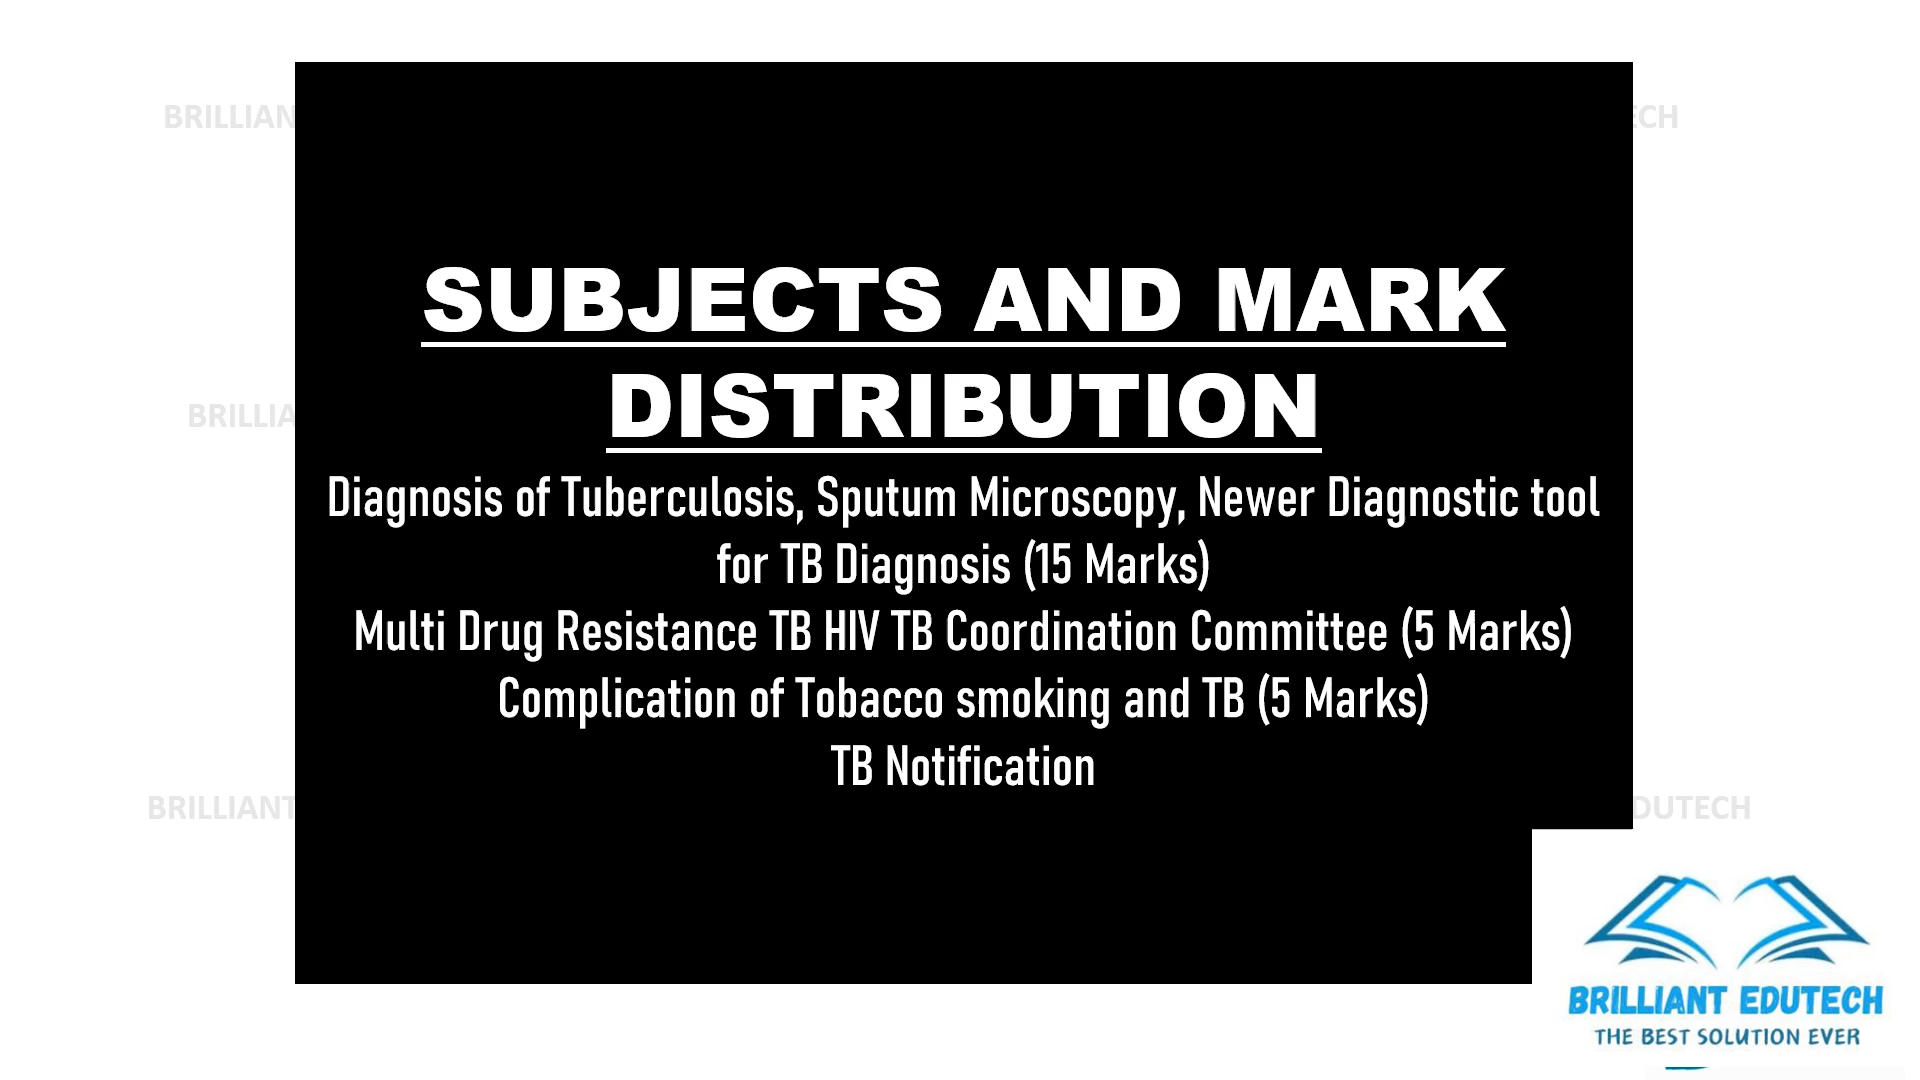 BRILLIAN
ECH
SUBJECTS AND MARK
DISTRIBUTION
BRILLIA
Diagnosis of Tuberculosis, Sputum Microscopy, Newer Diagnostic tool
for TB Diagnosis (15 Marks)
Multi Drug Resistance TB HIV TB Coordination Committee (5 Marks)
Complication of Tobacco smoking and TB (5 Marks)
TB Notification
BRILLIANT
DUTECH
BRILLIANT EDUTECH
THE BEST SOLUTION EVER